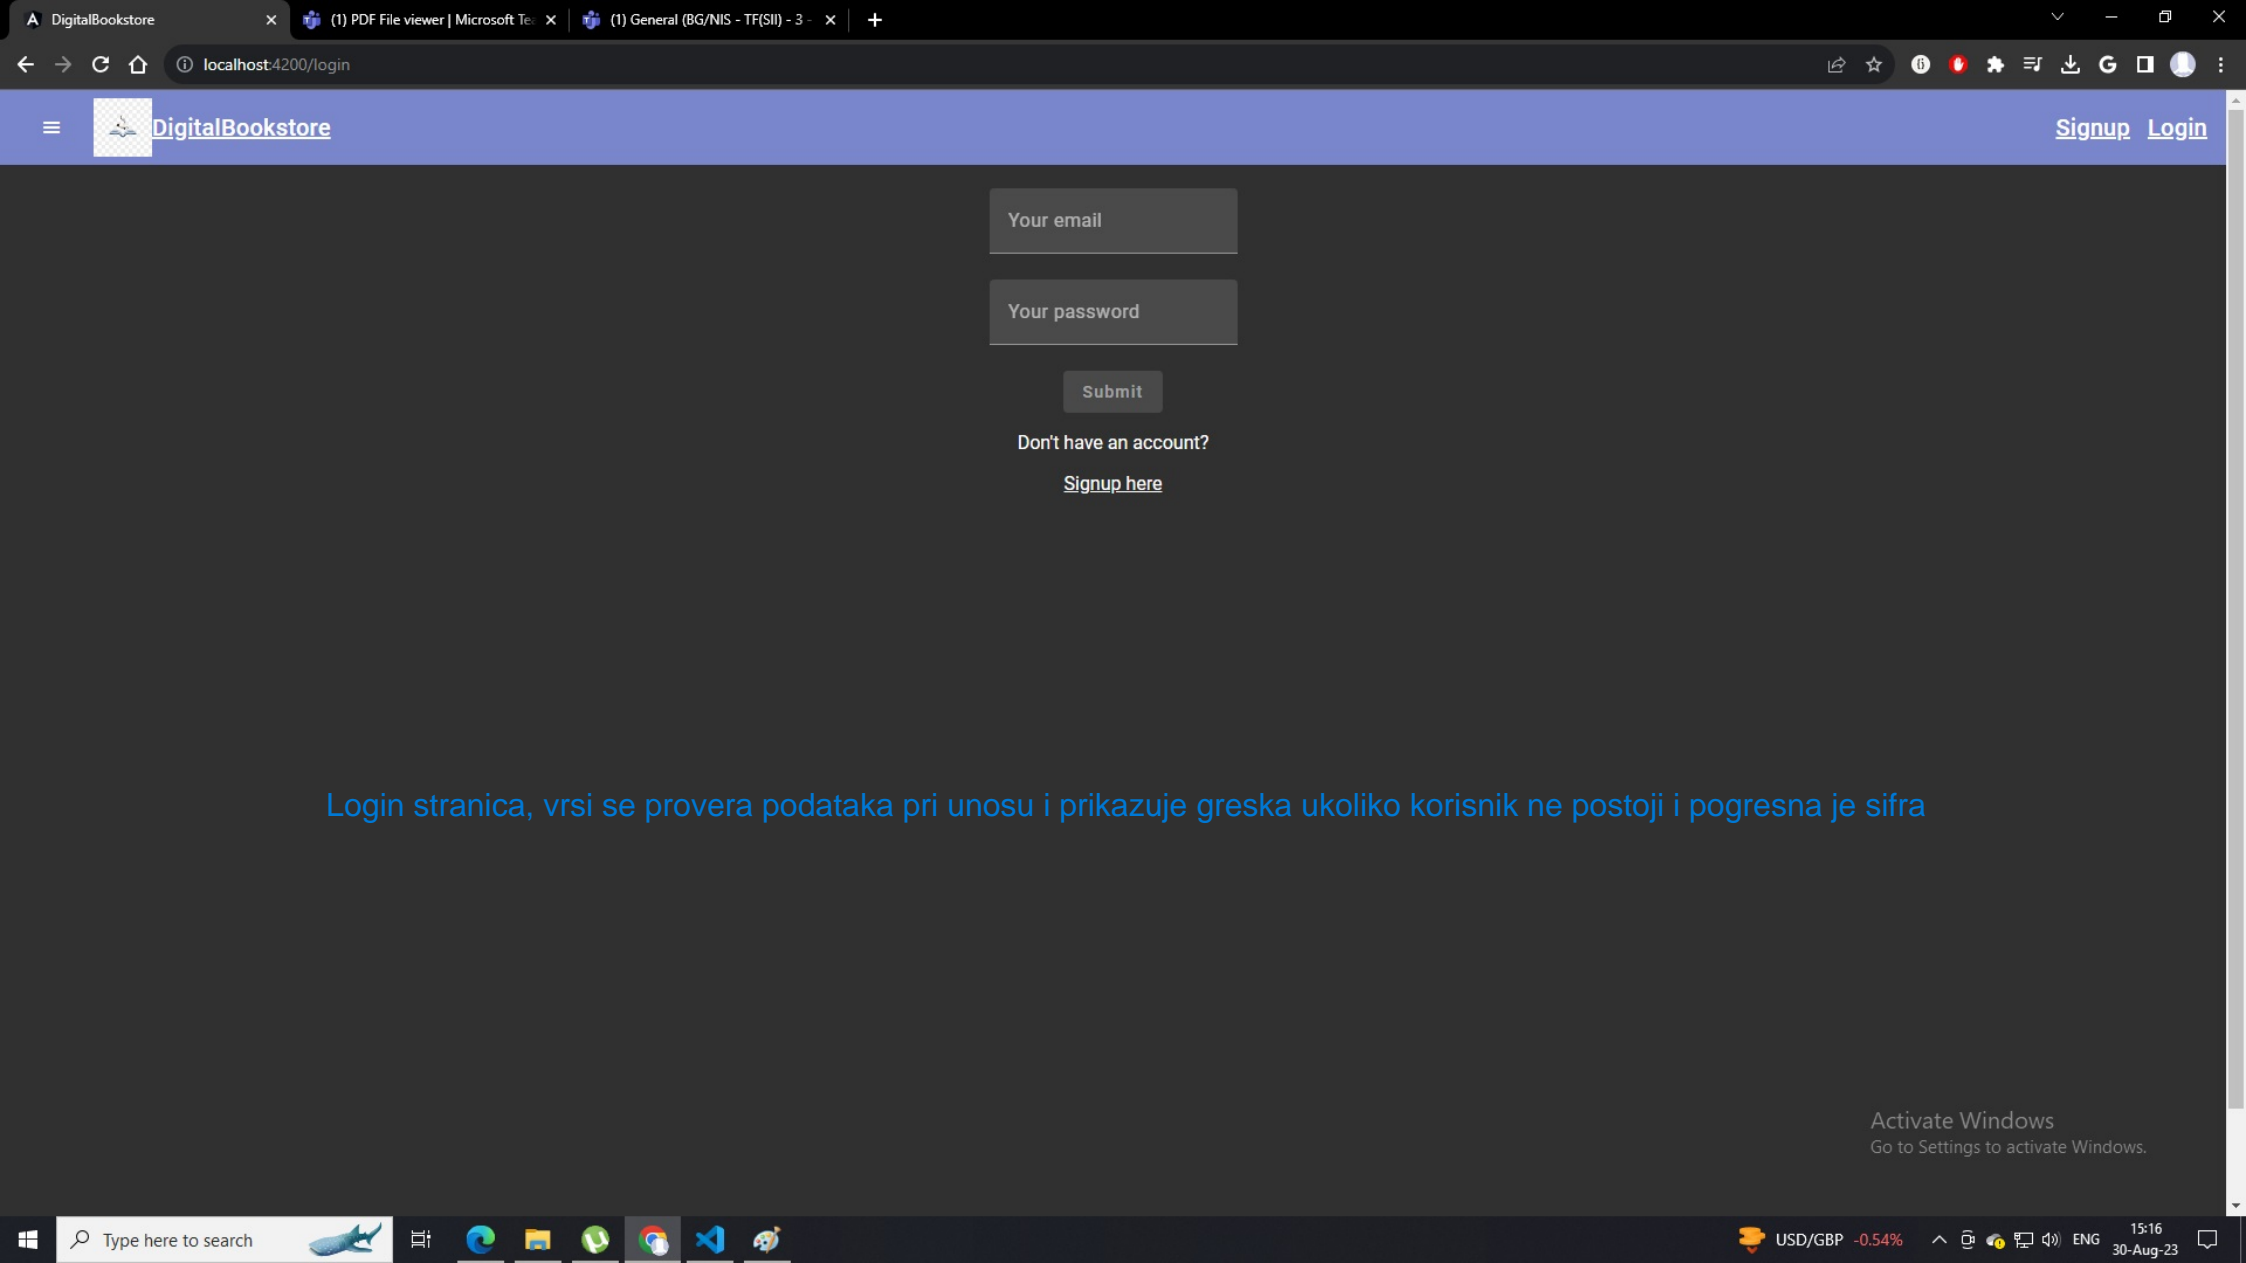 DigitalBookstore
(1) PDF File viewer | Microsoft Te
(1) General (BG/NIS - TF(SII) - 3 -
localhost:4200/login
DigitalBookstore
Signup Login
Your email
Your password
Submit
Don't have an account?
Signup here
Login stranica, vrsi se provera podataka pri unosu i prikazuje greska ukoliko korisnik ne postoji i pogresna je sifra
Activate Windows
Go to Settings to activate Windows.
Type here to search
USD/GBP -0.54%
ENG
15:16
30-Aug-23